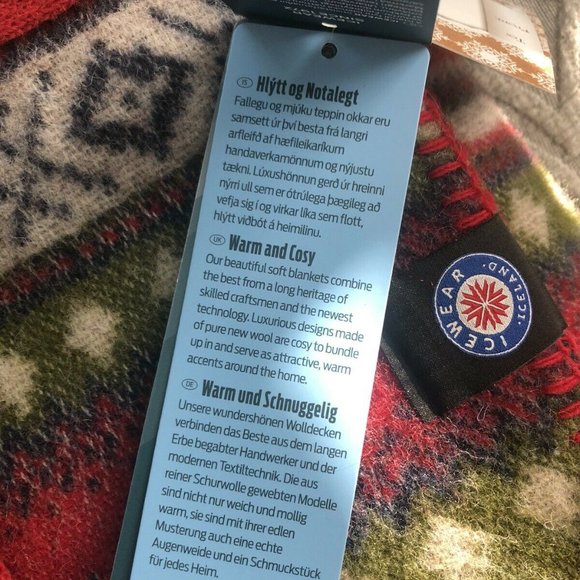 IS
Hlýtt og Notalegt
Fallegu og mjúku teppin okkar eru
samsett úr því besta frá langri
arfleifð af hæfileikaríkum
handaverkamönnum og nýjustu
tækni. Lúxushönnun gerð úr hreinni
nýrri ull sem er ótrúlega þægileg að
vefja sig í og virkar líka sem flott,
hlýtt viðbót á heimilinu.
UK
Warm and Cosy
Our beautiful soft blankets combine
the best from a long heritage of
skilled craftsmen and the newest
technology. Luxurious designs made
of pure new wool are cosy to bundle
up in and serve as attractive, warm
accents around the home.
DE
Warm und Schnuggelig
Unsere wundershönen Wolldecken
verbinden das Beste aus dem langen
Erbe begabter Handwerker und der
modernen Textiltechnik. Die aus
reiner Schurwolle gewebten Modelle
sind nicht nur weich und mollig
warm, sie sind mit ihrer edlen
Musterung auch eine echte
Augenweide und ein Schmuckstück
für jedes Heim.
ICEWEAR
ICELAND